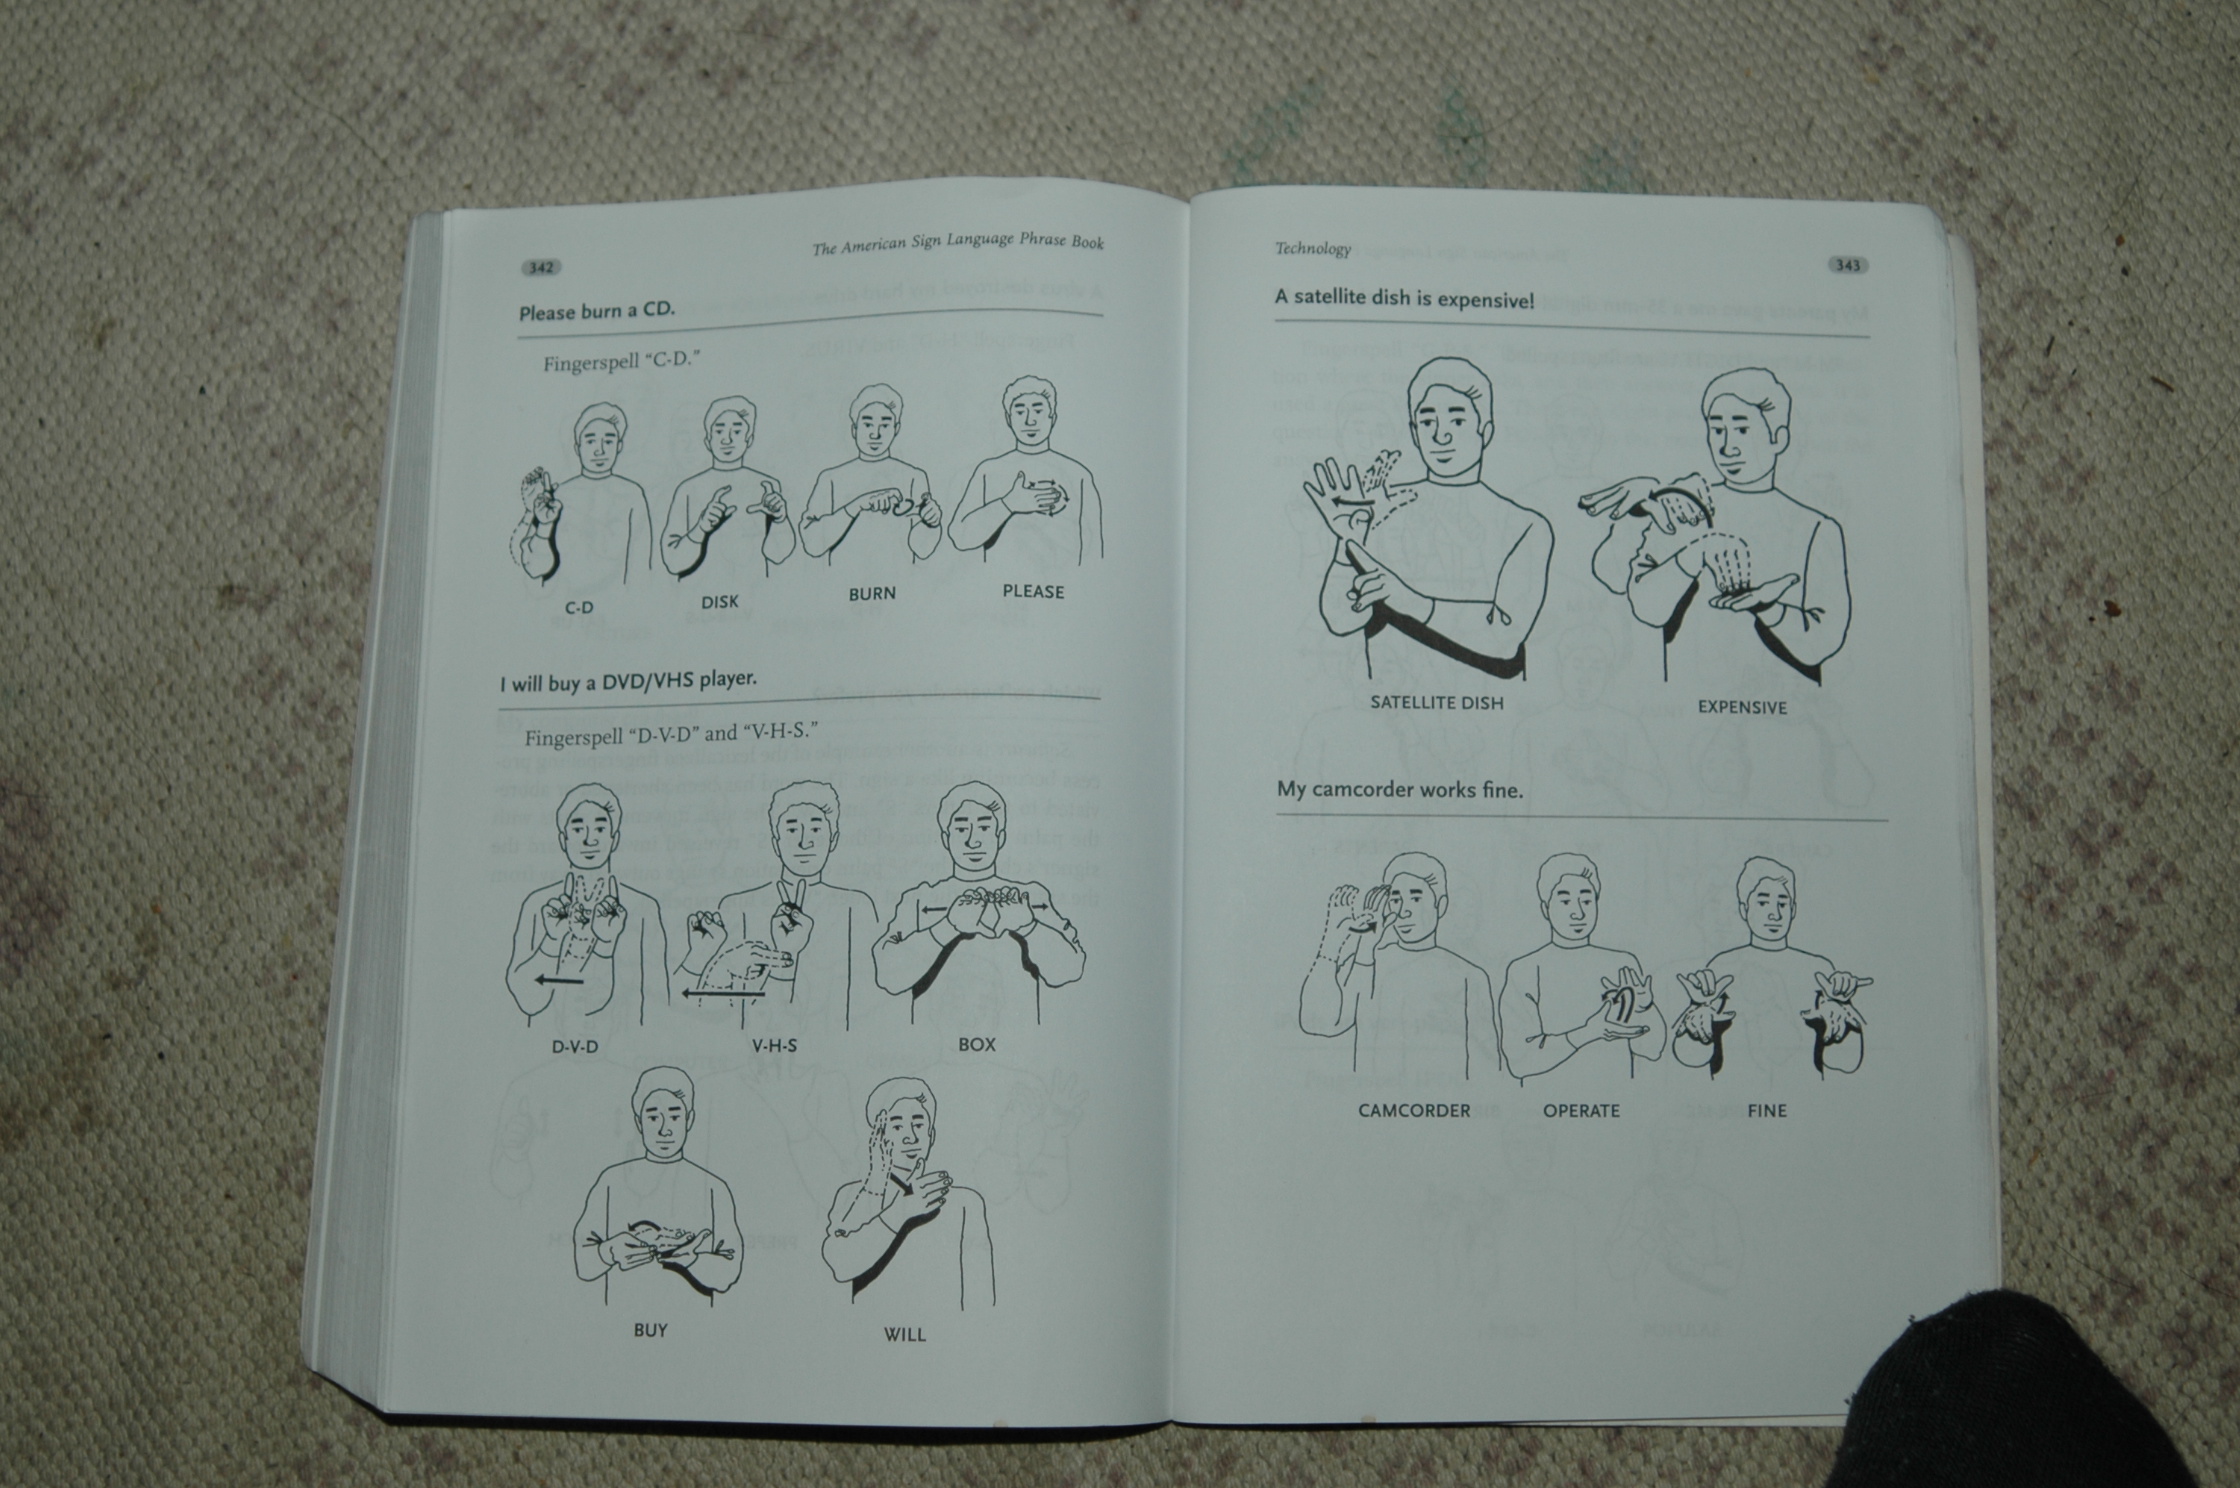 342
The American Sign Language Phrase Book
Please burn a CD.
Fingerspell “C-D.”
C-D DISK BURN PLEASE
I will buy a DVD/VHS player.
Fingerspell “D-V-D” and “V-H-S.”
D-V-D V-H-S BOX
BUY WILL
Technology
343
A satellite dish is expensive!
SATELLITE DISH EXPENSIVE
My camcorder works fine.
CAMCORDER OPERATE FINE